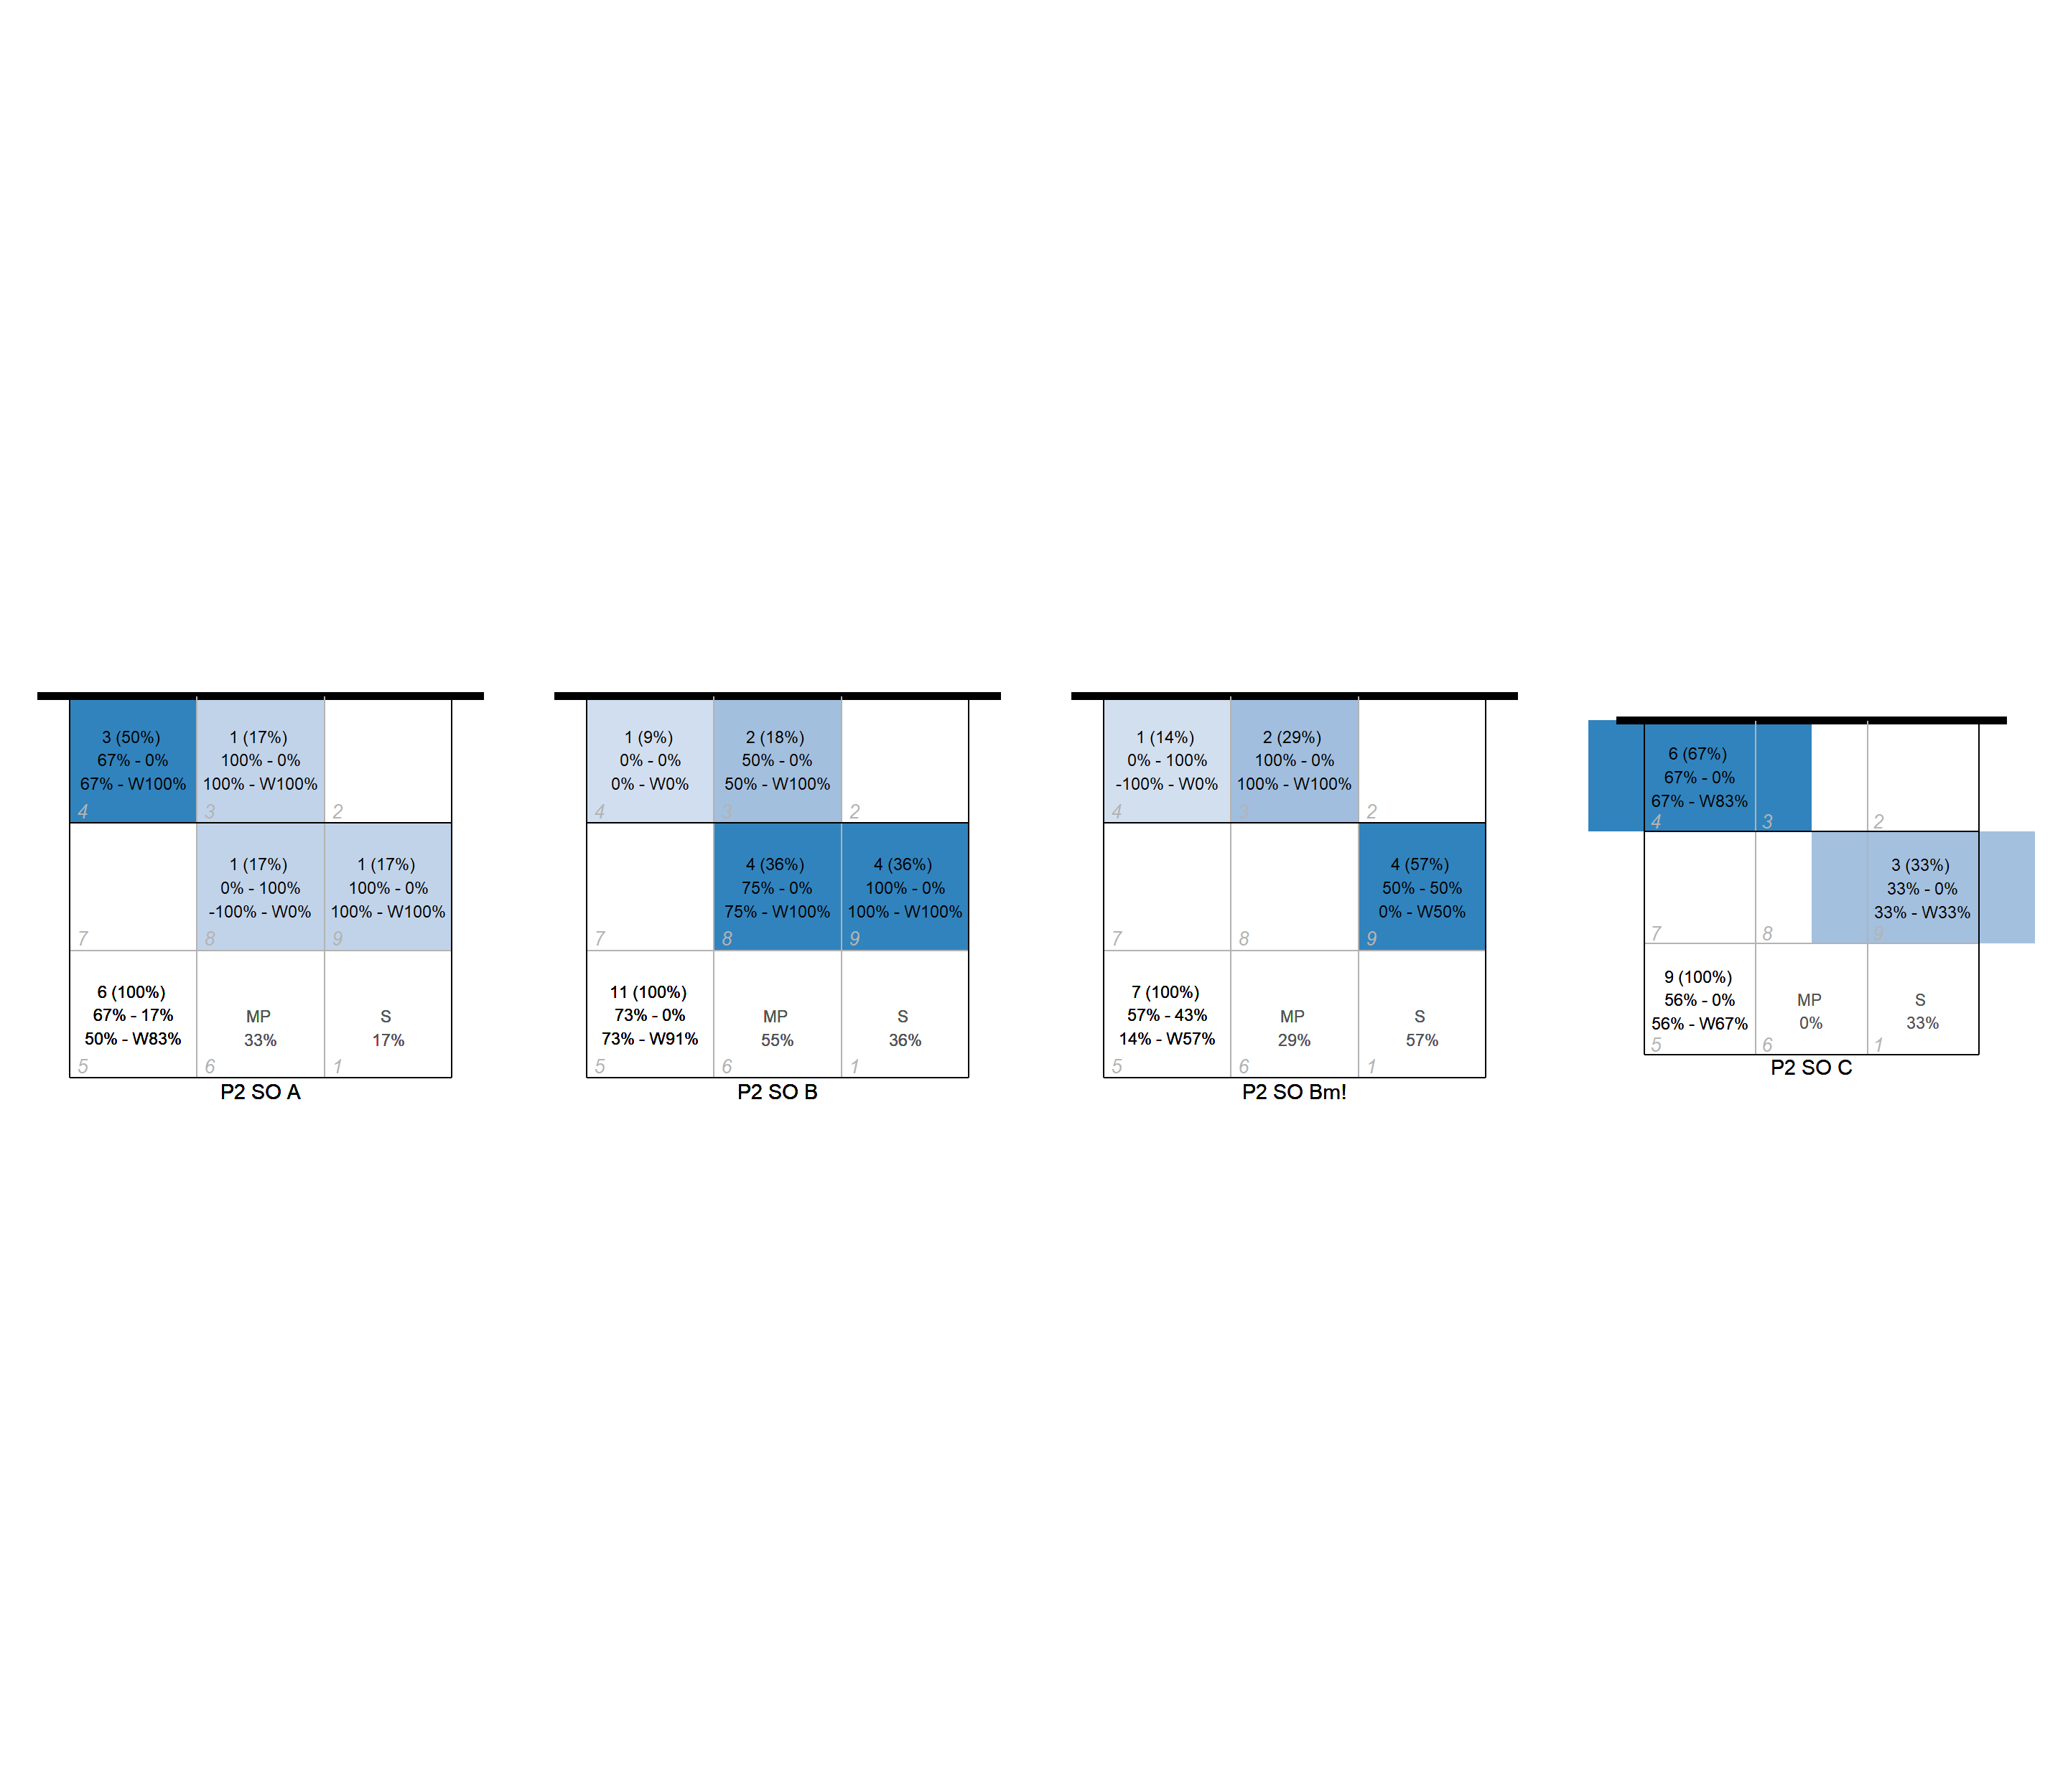 3 (50%)
67% - 0%
67% - W100%
4
1 (17%)
100% - 0%
100% - W100%
3
2
7
1 (17%)
0% - 100%
-100% - W0%
8
1 (17%)
100% - 0%
100% - W100%
9
6 (100%)
67% - 17%
50% - W83%
5
MP
33%
6
S
17%
1
P2 SO A
1 (9%)
0% - 0%
0% - W0%
4
2 (18%)
50% - 0%
50% - W100%
3
2
7
4 (36%)
75% - 0%
75% - W100%
8
4 (36%)
100% - 0%
100% - W100%
9
11 (100%)
73% - 0%
73% - W91%
5
MP
55%
6
S
36%
1
P2 SO B
1 (14%)
0% - 100%
-100% - W0%
4
2 (29%)
100% - 0%
100% - W100%
3
2
7
8
4 (57%)
50% - 50%
0% - W50%
9
7 (100%)
57% - 43%
14% - W57%
5
MP
29%
6
S
57%
1
P2 SO Bm!
6 (67%)
67% - 0%
67% - W83%
4
3
2
7
8
3 (33%)
33% - 0%
33% - W33%
9
9 (100%)
56% - 0%
56% - W67%
5
MP
0%
6
S
33%
1
P2 SO C